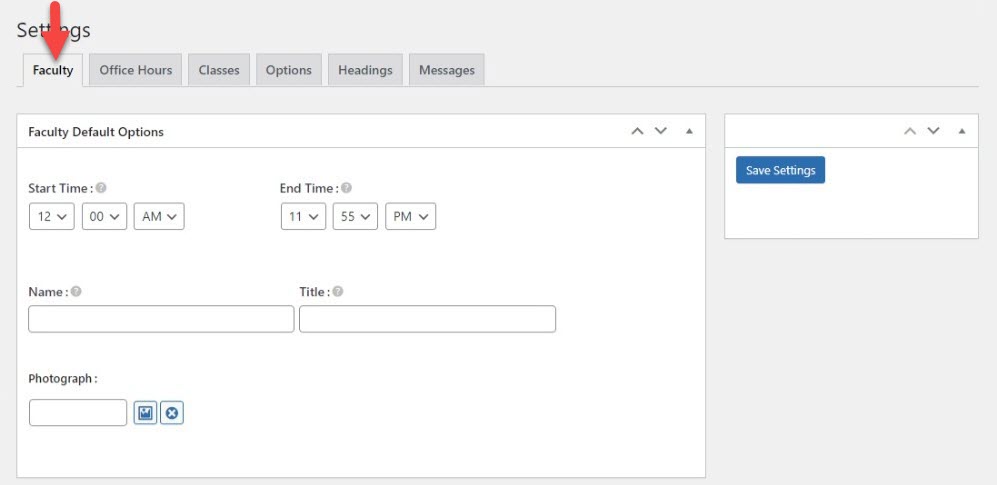 Settings
Faculty Office Hours Classes Options Headings Messages
Faculty Default Options
Save Settings
Start Time : End Time :
12 00 AM 11 55 PM
Name : Title :
Photograph :